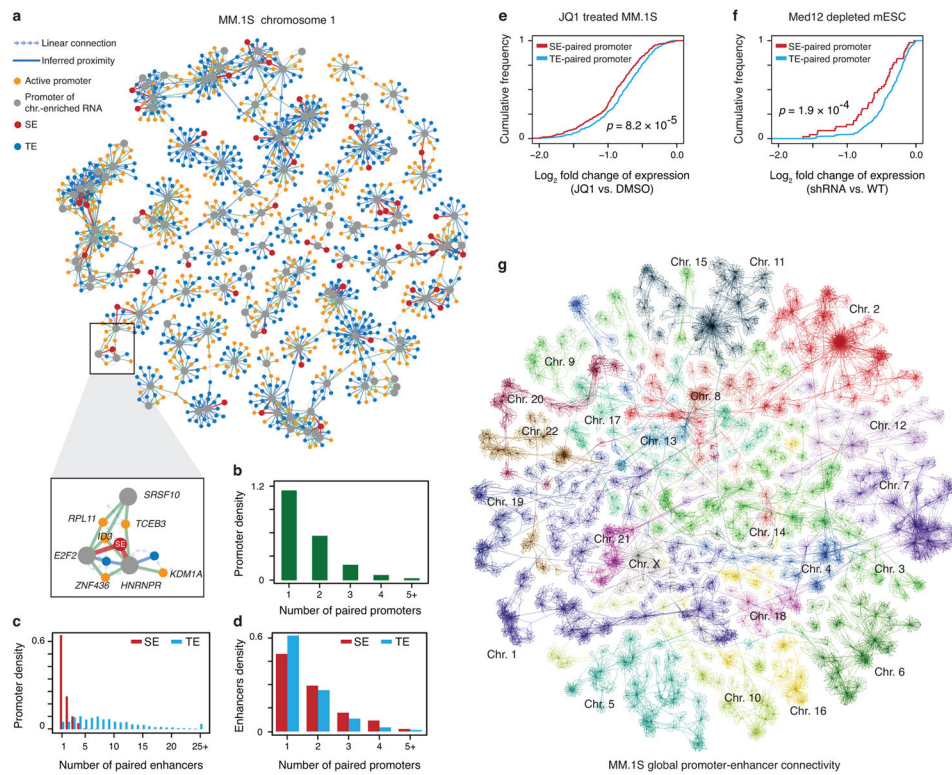 a
MM.1S chromosome 1
Linear connection
Inferred proximity
Active promoter
Promoter of
chr.-enriched RNA
SE
TE
SRSF10
RPL11
TCEB3
ID3
SE
E2F2
KDM1A
ZNF436
HNRNPR
b
Promoter density
1.2
0
1
2
3
4
5+
Number of paired promoters
c
Promoter density
0.6
0
SE
TE
1
5
10
15
20
25+
Number of paired enhancers
d
Enhancers density
0.6
0
SE
TE
1
2
3
4
5+
Number of paired promoters
e
JQ1 treated MM.1S
Cumulative frequency
1
0
SE-paired promoter
TE-paired promoter
p = 8.2 × 10-5
-2.0
-1.0
0.0
Log2 fold change of expression
(JQ1 vs. DMSO)
f
Med12 depleted mESC
Cumulative frequency
1
0
SE-paired promoter
TE-paired promoter
p = 1.9 × 10-4
-2.0
-1.0
0.0
Log2 fold change of expression
(shRNA vs. WT)
g
Chr. 15
Chr. 11
Chr. 2
Chr. 9
Chr. 8
Chr. 20
Chr. 17
Chr. 12
Chr. 22
Chr. 13
Chr. 7
Chr. 19
Chr. 14
Chr. 21
Chr. X
Chr. 4
Chr. 3
Chr. 18
Chr. 1
Chr. 6
Chr. 5
Chr. 10
Chr. 16
MM.1S global promoter-enhancer connectivity